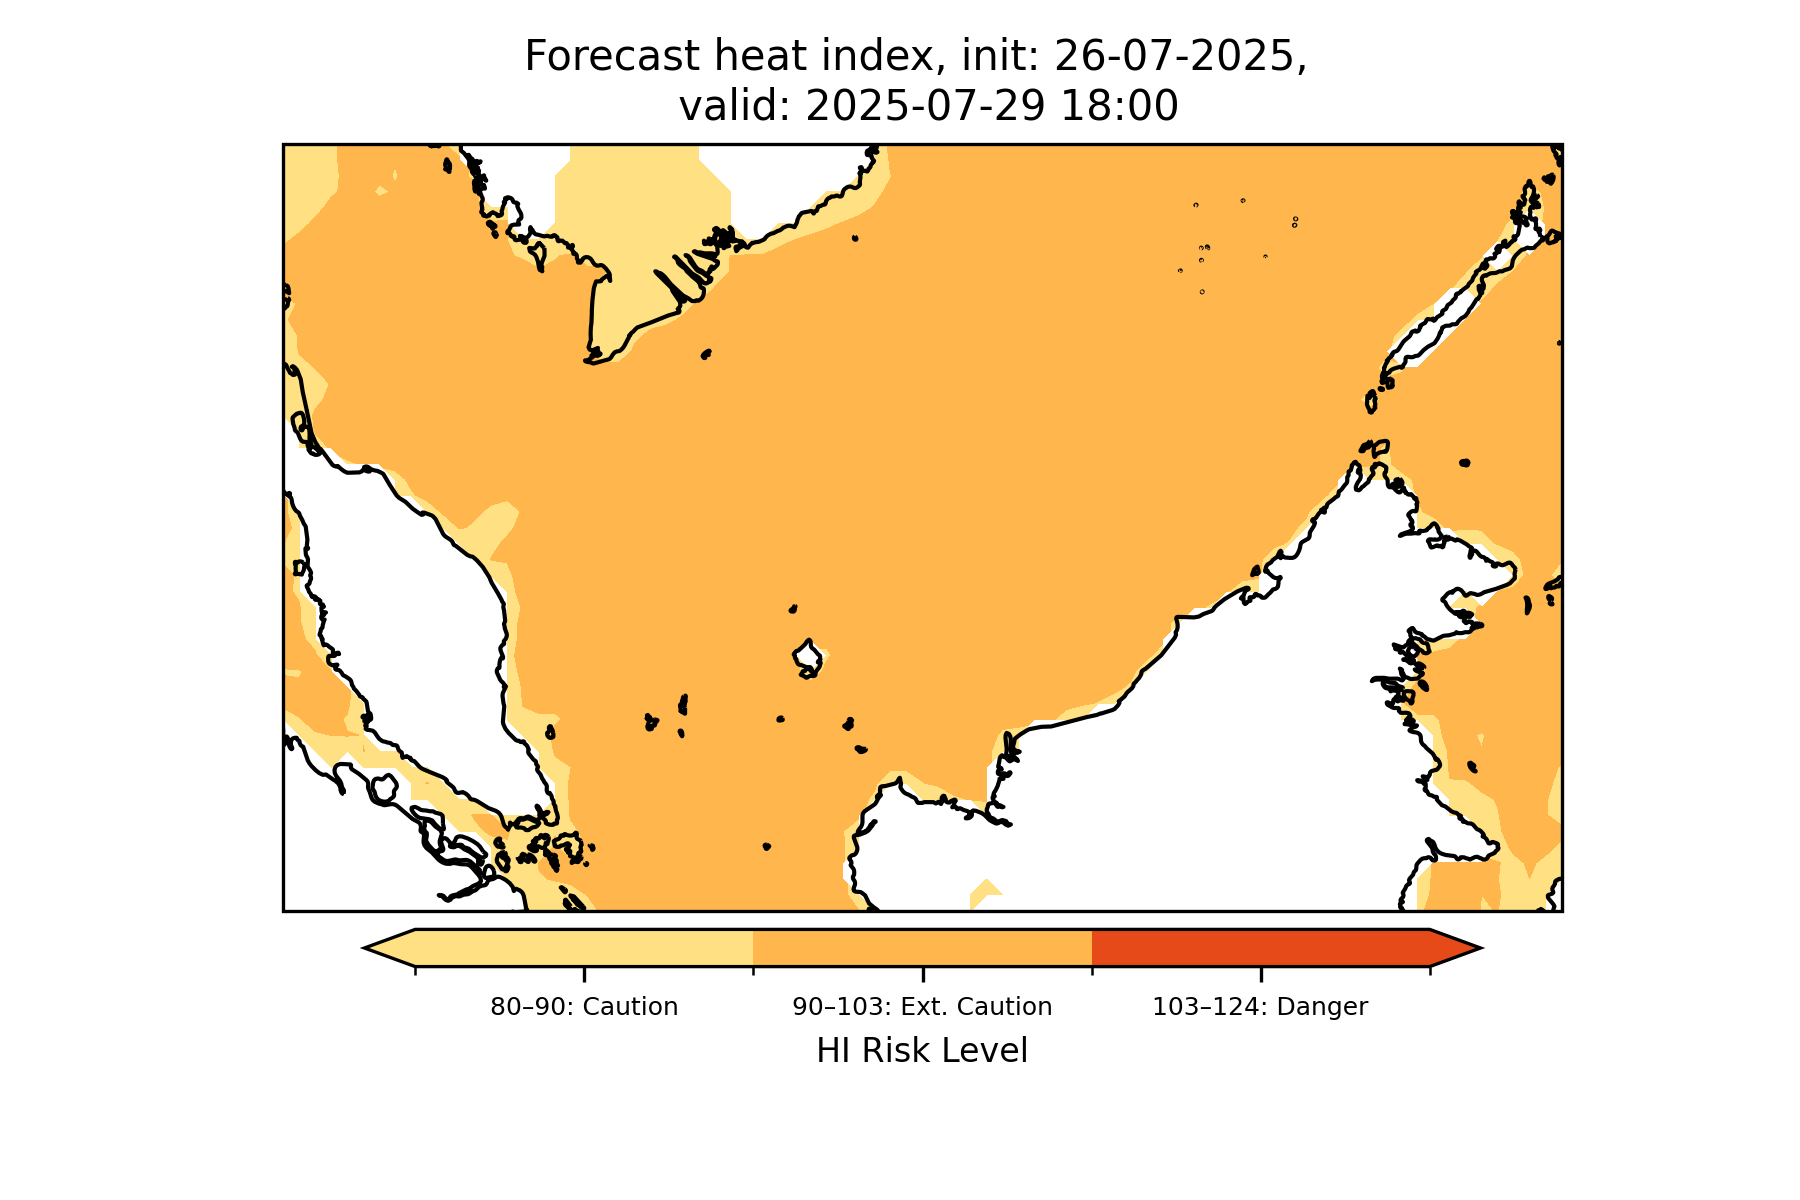 Forecast heat index, init: 26-07-2025,
valid: 2025-07-29 18:00
80–90: Caution
90–103: Ext. Caution
103–124: Danger
HI Risk Level